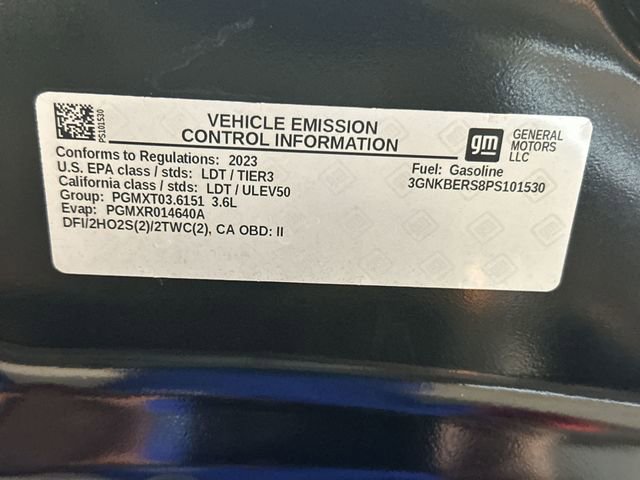 PS101530
VEHICLE EMISSION
CONTROL INFORMATION
gm
GENERAL
MOTORS
LLC
Conforms to Regulations: 2023
U.S. EPA class / stds: LDT / TIER3
California class / stds: LDT / ULEV50
Group: PGMXT03.6151 3.6L
Evap: PGMXR014640A
DFI/2HO2S(2)/2TWC(2), CA OBD: II
Fuel: Gasoline
3GNKBERS8PS101530